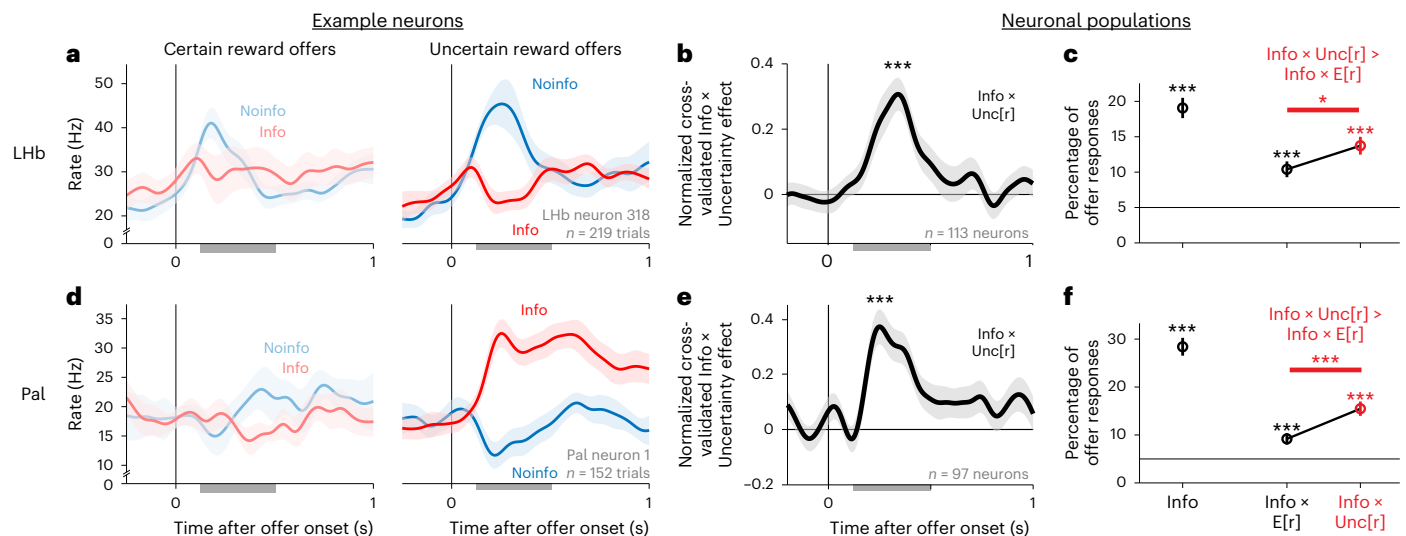 Example neurons
Neuronal populations
a
Certain reward offers
Uncertain reward offers
LHb
Rate (Hz)
50
40
30
20
0
Noinfo
Info
0
1
Noinfo
Info
LHb neuron 318
n = 219 trials
0
1
b
Normalized cross-
validated Info ×
Uncertainty effect
0.4
0.2
0
***
Info ×
Unc[r]
n = 113 neurons
0
1
c
Info × Unc[r] >
Info × E[r]
Percentage of
offer responses
20
15
10
5
0
***
***
*
***
d
Pal
Rate (Hz)
35
30
25
20
15
10
0
Noinfo
Info
0
1
Time after offer onset (s)
Info
Noinfo
Pal neuron 1
n = 152 trials
0
1
Time after offer onset (s)
e
Normalized cross-
validated Info ×
Uncertainty effect
0.4
0.2
0
–0.2
***
Info ×
Unc[r]
n = 97 neurons
0
1
Time after offer onset (s)
f
Info × Unc[r] >
Info × E[r]
Percentage of
offer responses
30
20
10
0
***
***
***
***
Info
Info ×
E[r]
Info ×
Unc[r]